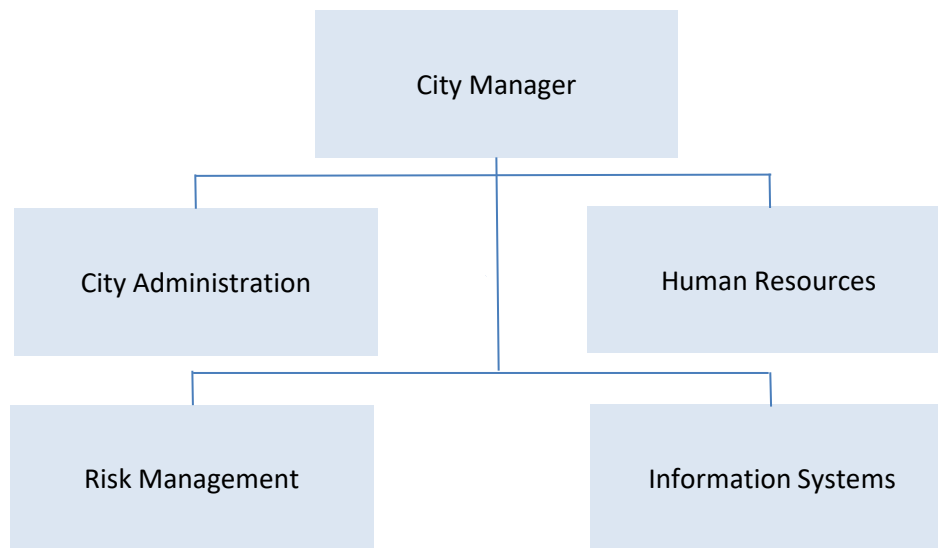 City Manager
City Administration
Human Resources
Risk Management
Information Systems